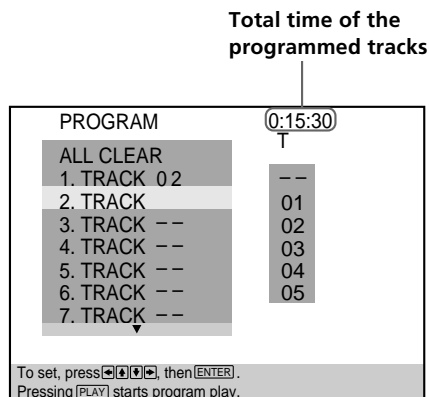 Total time of the
programmed tracks
PROGRAM 0:15:30
T
ALL CLEAR
1. TRACK 02 – –
2. TRACK 01
3. TRACK – – 02
4. TRACK – – 03
5. TRACK – – 04
6. TRACK – – 05
7. TRACK – –
To set, press ←↑↓→, then ENTER.
Pressing PLAY starts program play.